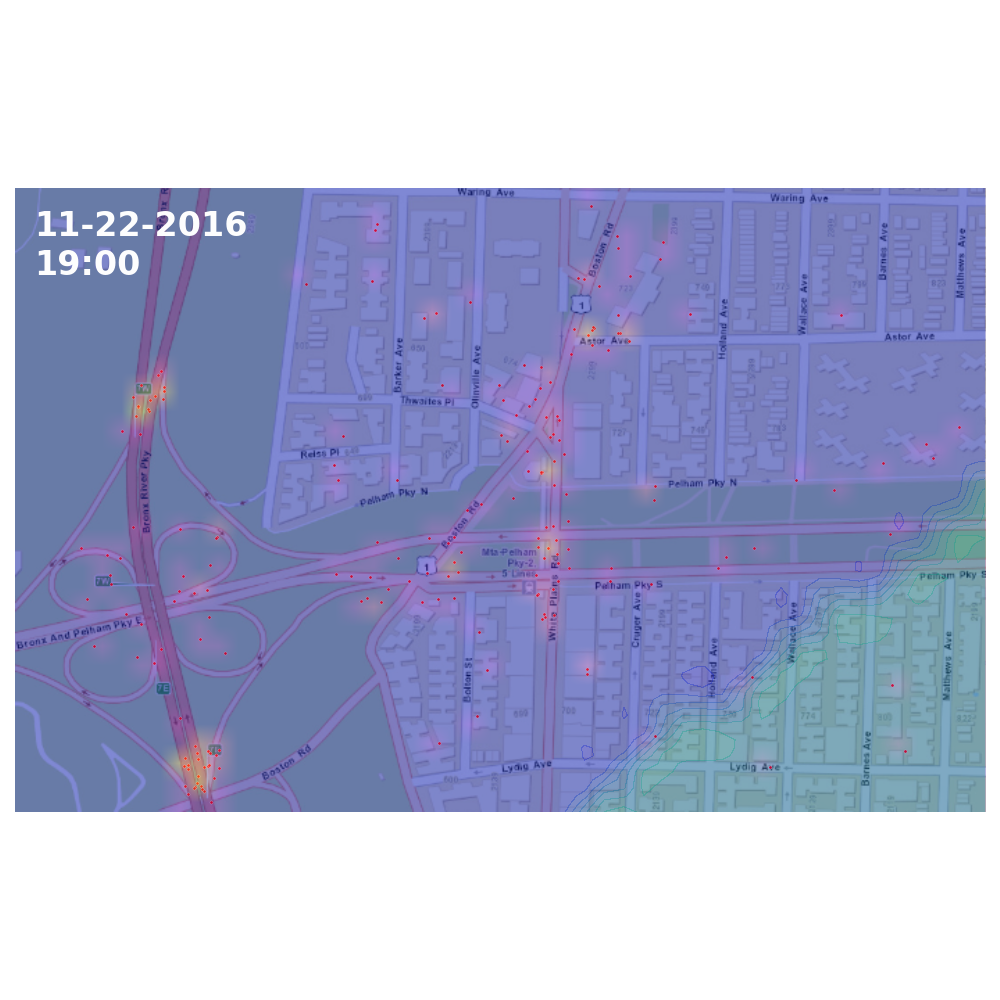 11-22-2016
19:00
Waring Ave
Waring Ave
Boston Rd
1
Barnes Ave
Matthews Ave
Wallace Ave
Holland Ave
Astor Ave
Astor Ave
Barker Ave
Olinville Ave
Thwaites Pl
Reiss Pl
Pelham Pky N
Pelham Pky N
Bronx River Pky
7W
Boston Rd
1
Mta-Pelham
Pky-2,
5 Lines
White Plains Rd
Pelham Pky S
Pelham Pky S
7W
Bronx And Pelham Pky E
Cruger Ave
Holland Ave
Wallace Ave
Matthews Ave
Bolton St
7E
Boston Rd
Lydig Ave
Lydig Ave
Barnes Ave